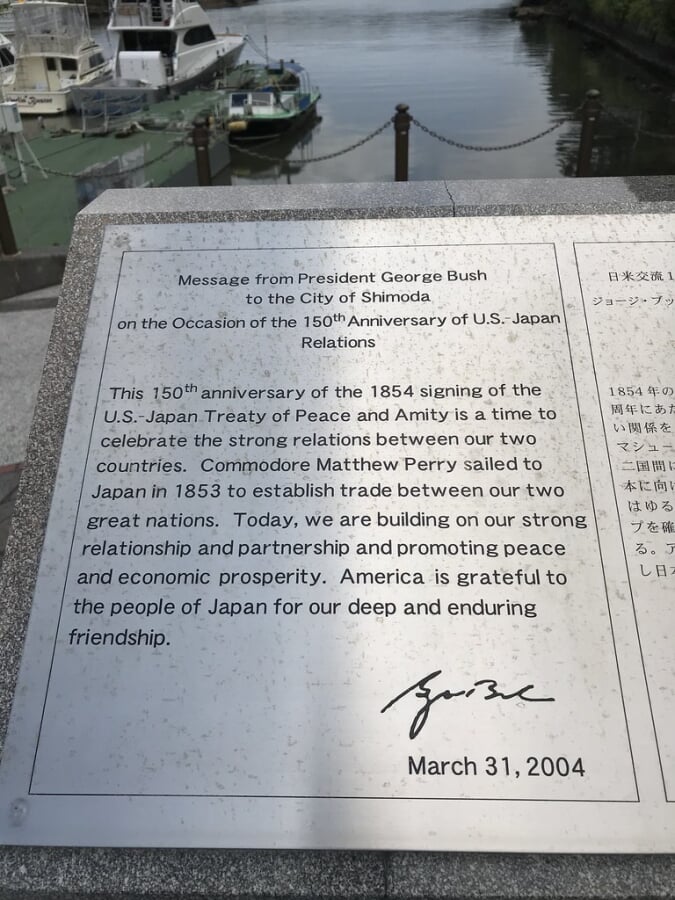 Message from President George Bush
to the City of Shimoda
on the Occasion of the 150th Anniversary of U.S.-Japan
Relations
This 150th anniversary of the 1854 signing of the
U.S.-Japan Treaty of Peace and Amity is a time to
celebrate the strong relations between our two
countries. Commodore Matthew Perry sailed to
Japan in 1853 to establish trade between our two
great nations. Today, we are building on our strong
relationship and partnership and promoting peace
and economic prosperity. America is grateful to
the people of Japan for our deep and enduring
friendship.
March 31, 2004
日米交流1
ジョージ・ブッ
1854年の
周年にあた
い関係を
マシュー
二国間に
本に向け
はゆる
プを確
る。ア
し日本